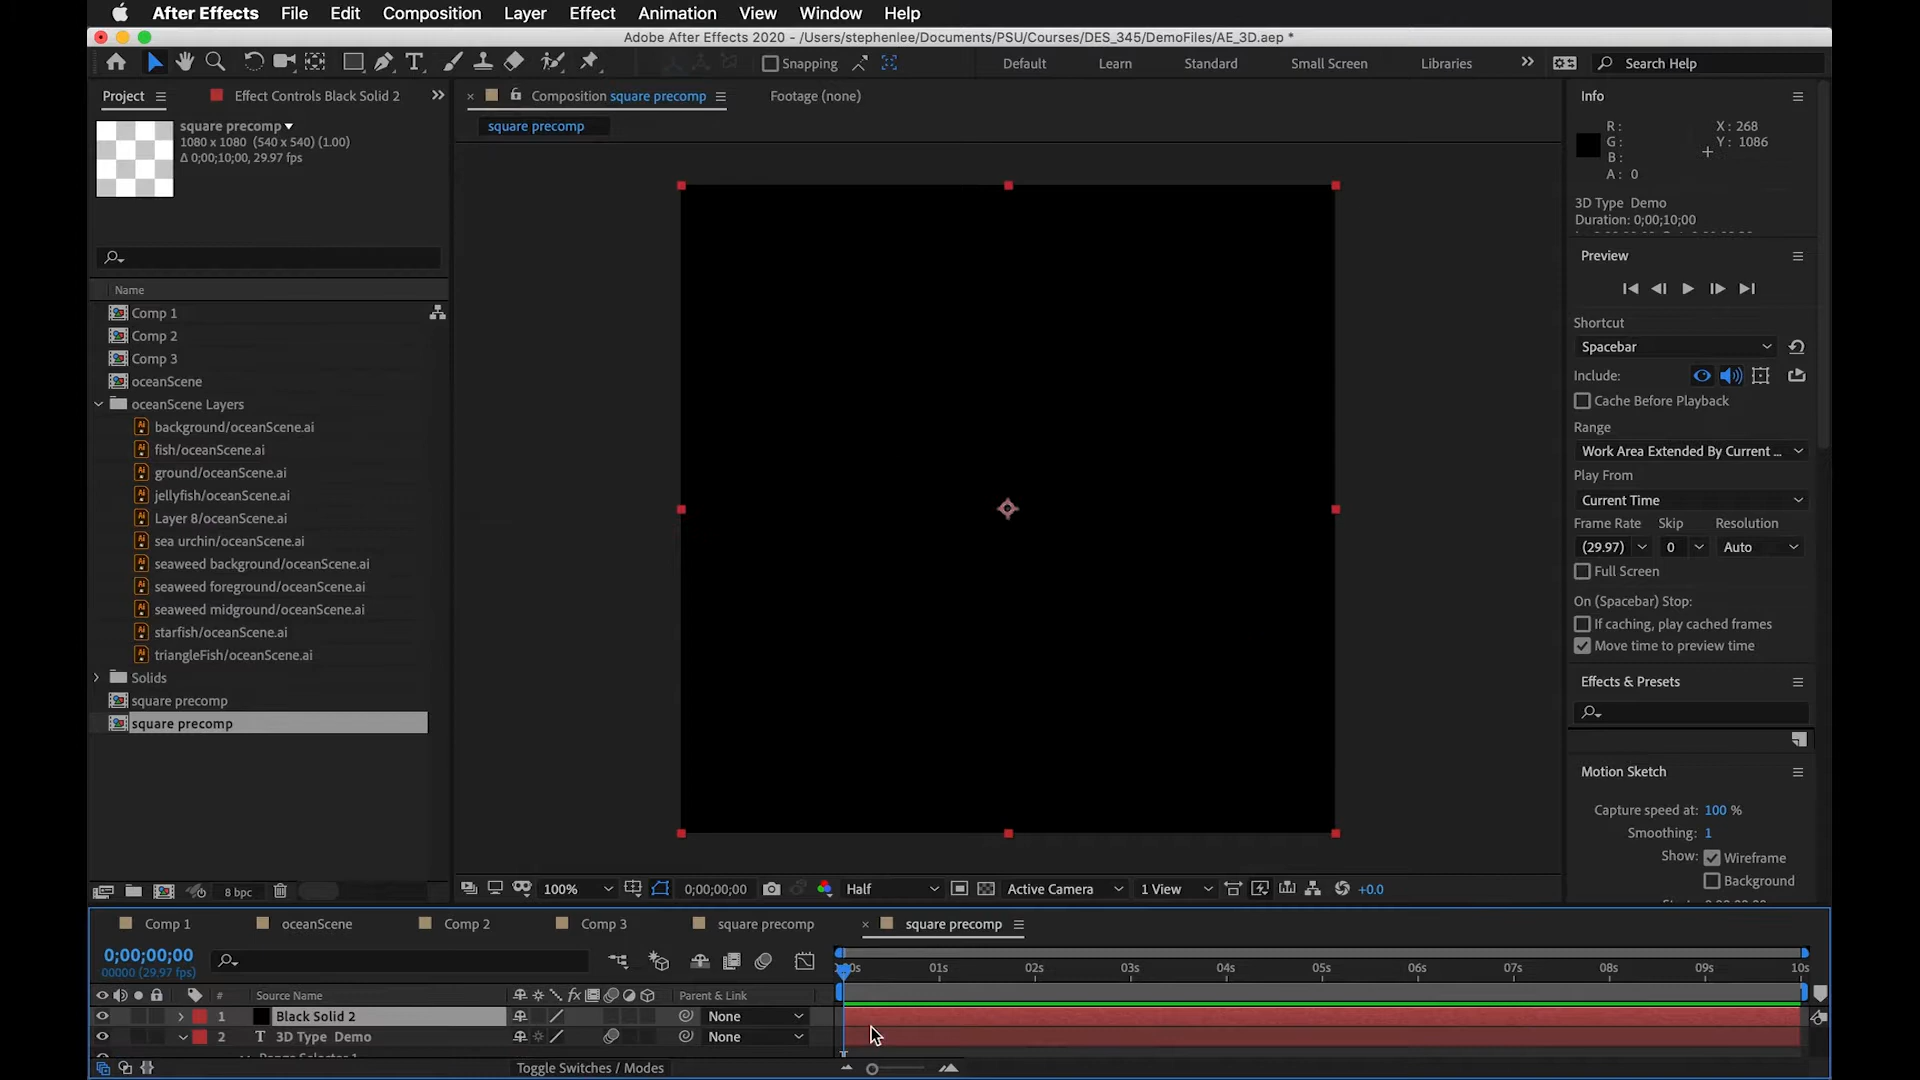 After Effects File Edit Composition Layer Effect Animation View Window Help
Adobe After Effects 2020 - /Users/stephenlee/Documents/PSU/Courses/DES_345/DemoFiles/AE_3D.aep *
Snapping Default Learn Standard Small Screen Libraries Search Help
Project Effect Controls Black Solid 2 Composition square precomp Footage (none) Info
square precomp
square precomp
1080 x 1080 (540 x 540) (1.00)
Δ 0;00;10;00, 29.97 fps
R: X: 268
G: Y: 1086
B:
A: 0
3D Type Demo
Duration: 0;00;10;00
Preview
Name
Comp 1
Comp 2
Comp 3
oceanScene
oceanScene Layers
background/oceanScene.ai
fish/oceanScene.ai
ground/oceanScene.ai
jellyfish/oceanScene.ai
Layer 8/oceanScene.ai
sea urchin/oceanScene.ai
seaweed background/oceanScene.ai
seaweed foreground/oceanScene.ai
seaweed midground/oceanScene.ai
starfish/oceanScene.ai
triangleFish/oceanScene.ai
Solids
square precomp
square precomp
Shortcut
Spacebar
Include:
Cache Before Playback
Range
Work Area Extended By Current ...
Play From
Current Time
Frame Rate Skip Resolution
(29.97) 0 Auto
Full Screen
On (Spacebar) Stop:
If caching, play cached frames
Move time to preview time
Effects & Presets
Motion Sketch
Capture speed at: 100 %
Smoothing: 1
Show: Wireframe
Background
8 bpc 100% 0;00;00;00 Half Active Camera 1 View +0.0
Comp 1 oceanScene Comp 2 Comp 3 square precomp square precomp
0;00;00;00
00000 (29.97 fps)
01s 02s 03s 04s 05s 06s 07s 08s 09s 10s
# Source Name fx Parent & Link
1 Black Solid 2 None
2 T 3D Type Demo None
Toggle Switches / Modes